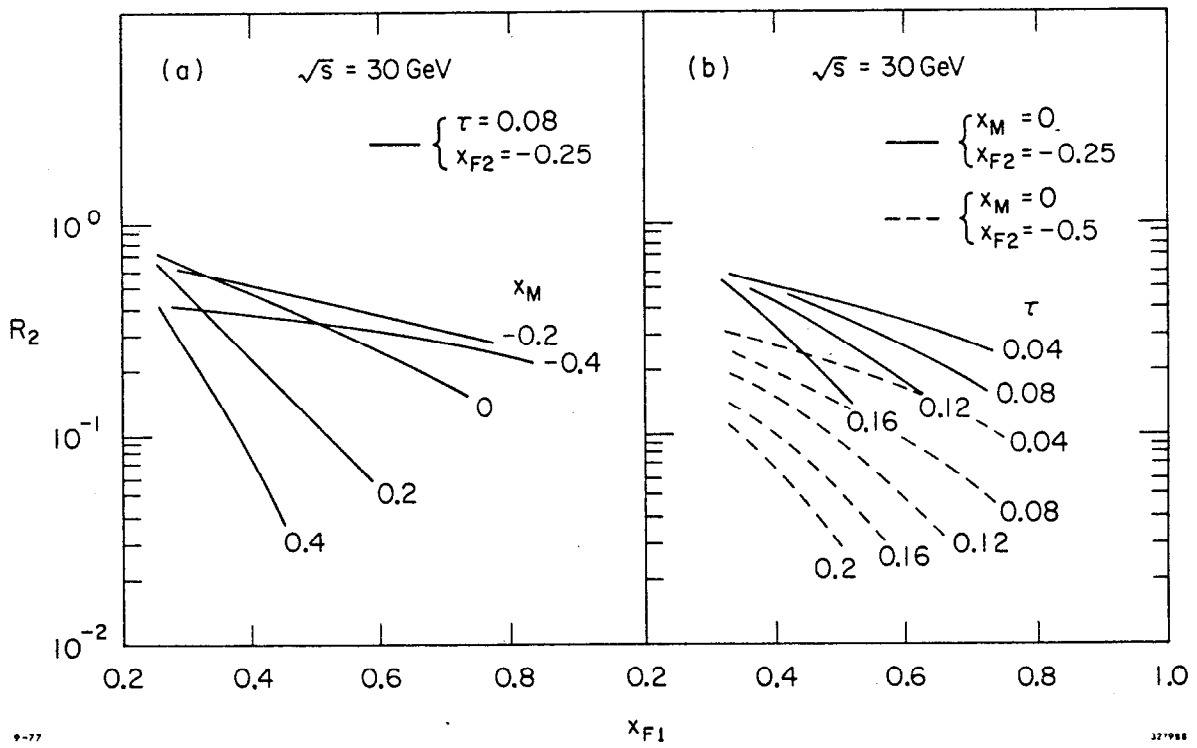 (a) √s = 30 GeV
τ = 0.08
x_F2 = −0.25
10⁰
10⁻¹
10⁻²
R₂
x_M
−0.2
−0.4
0
0.2
0.4
0.2 0.4 0.6 0.8
(b) √s = 30 GeV
x_M = 0
x_F2 = −0.25
x_M = 0
x_F2 = −0.5
τ
0.04
0.08
0.12
0.16
0.04
0.08
0.12
0.16
0.2
0.2 0.4 0.6 0.8 1.0
x_F1
9-77